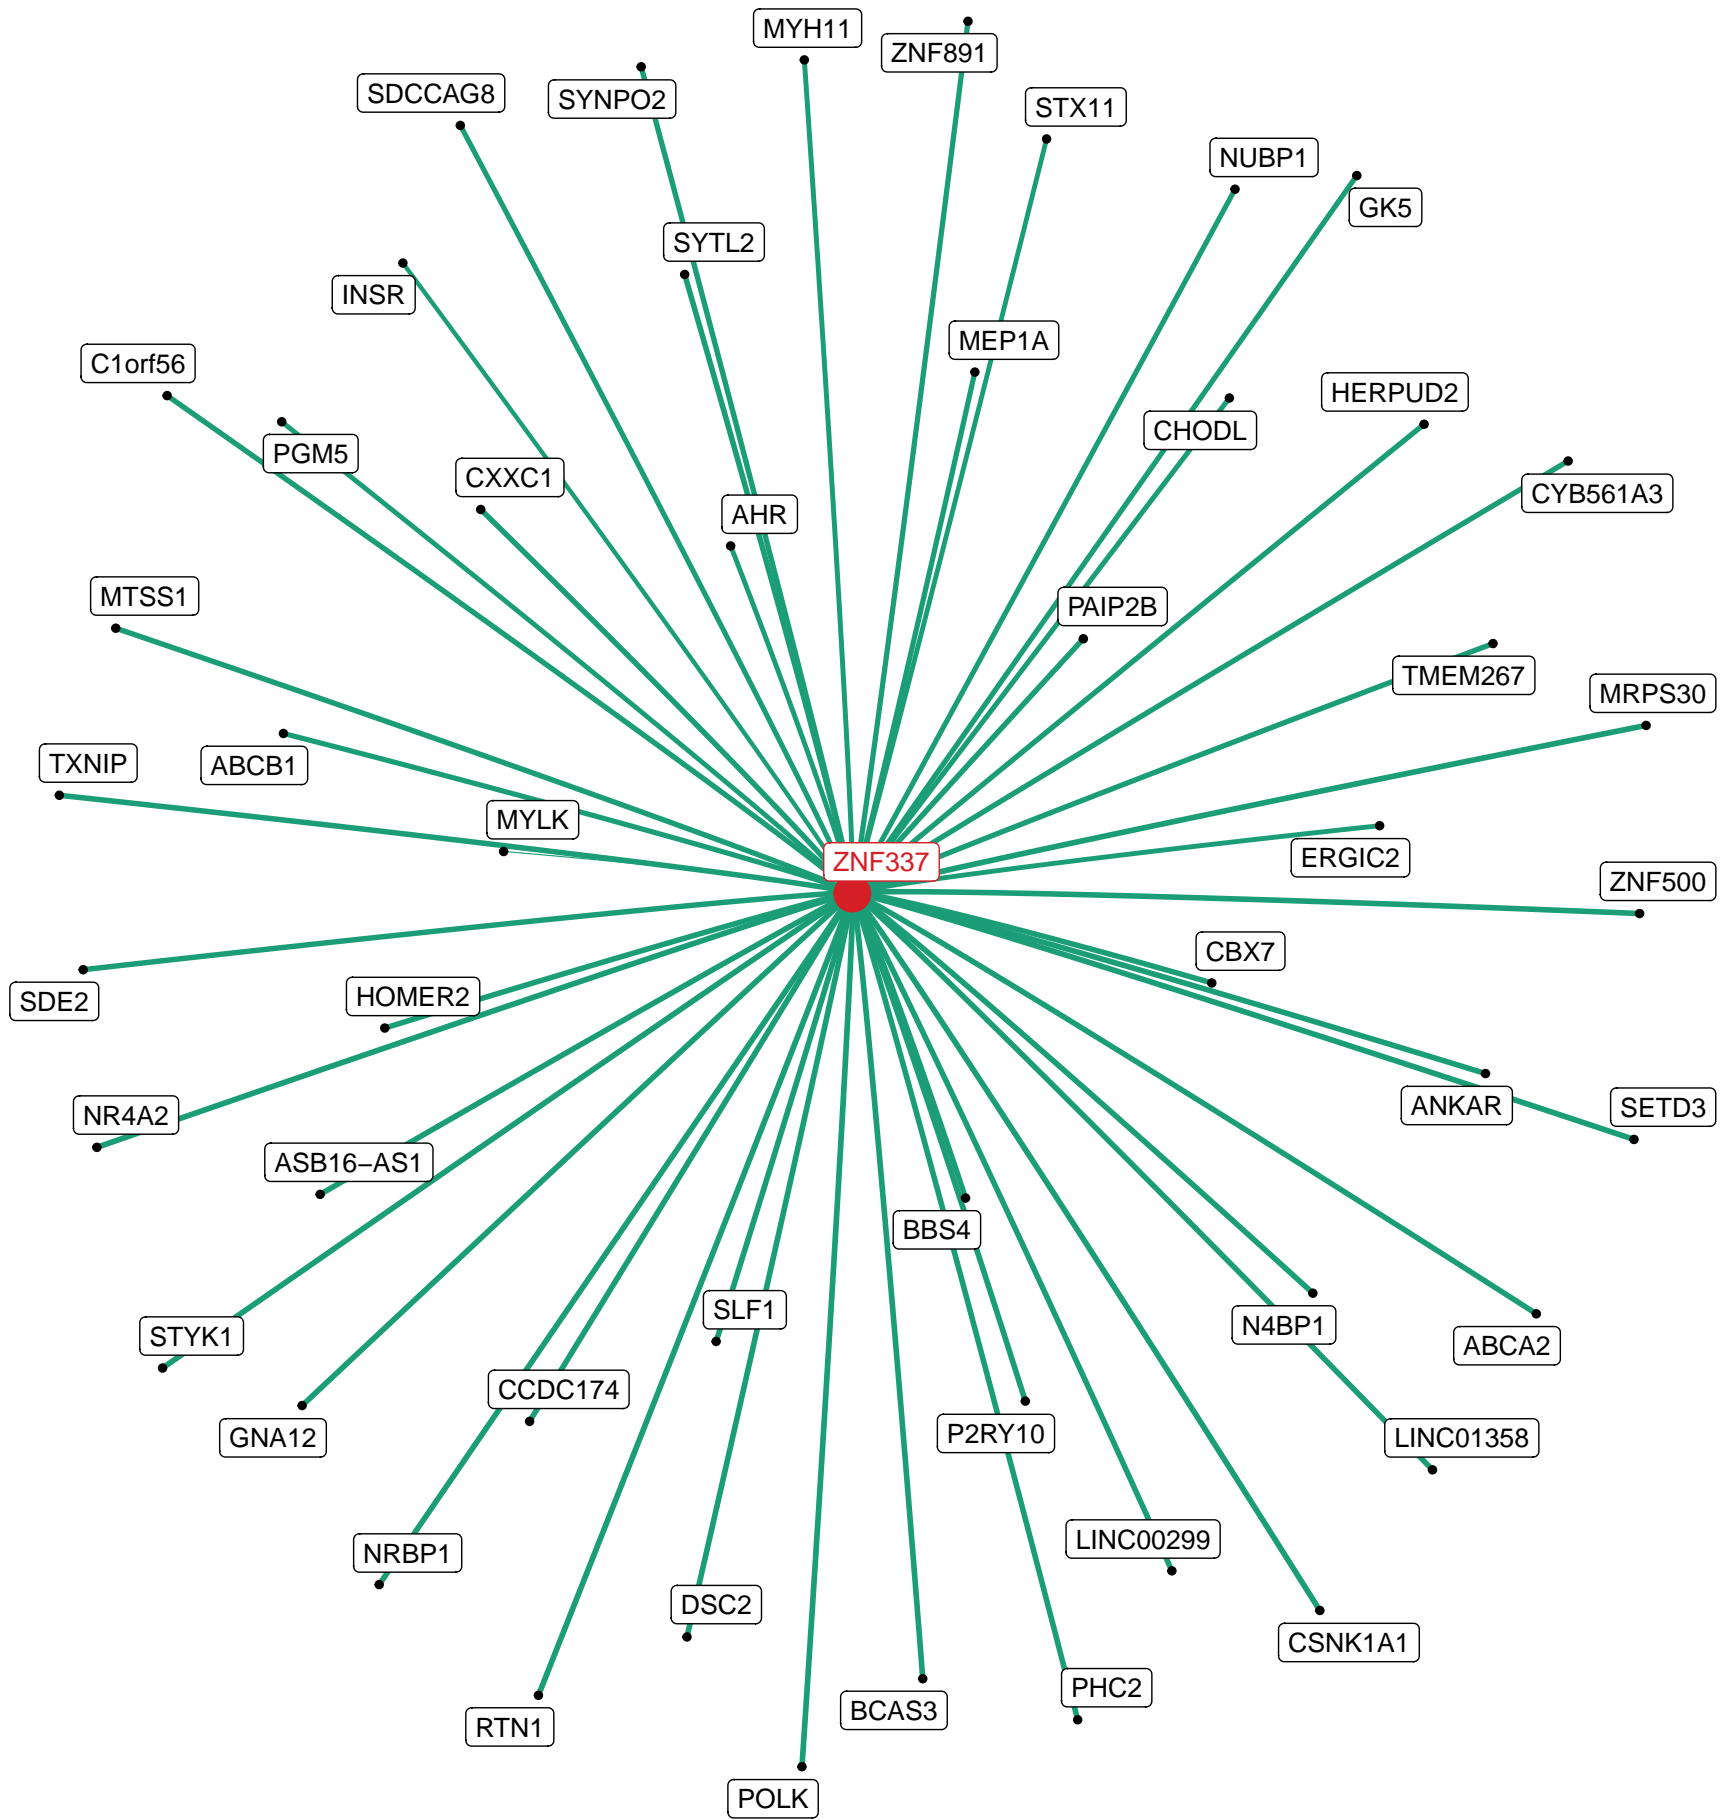 MYH11
ZNF891
SDCCAG8
SYNPO2
STX11
NUBP1
GK5
SYTL2
INSR
MEP1A
C1orf56
HERPUD2
CHODL
PGM5
CXXC1
CYB561A3
AHR
MTSS1
PAIP2B
TMEM267
MRPS30
TXNIP
ABCB1
MYLK
ZNF337
ERGIC2
ZNF500
CBX7
HOMER2
SDE2
ANKAR
SETD3
NR4A2
ASB16−AS1
BBS4
SLF1
N4BP1
STYK1
ABCA2
CCDC174
GNA12
P2RY10
LINC01358
LINC00299
NRBP1
DSC2
CSNK1A1
PHC2
BCAS3
RTN1
POLK